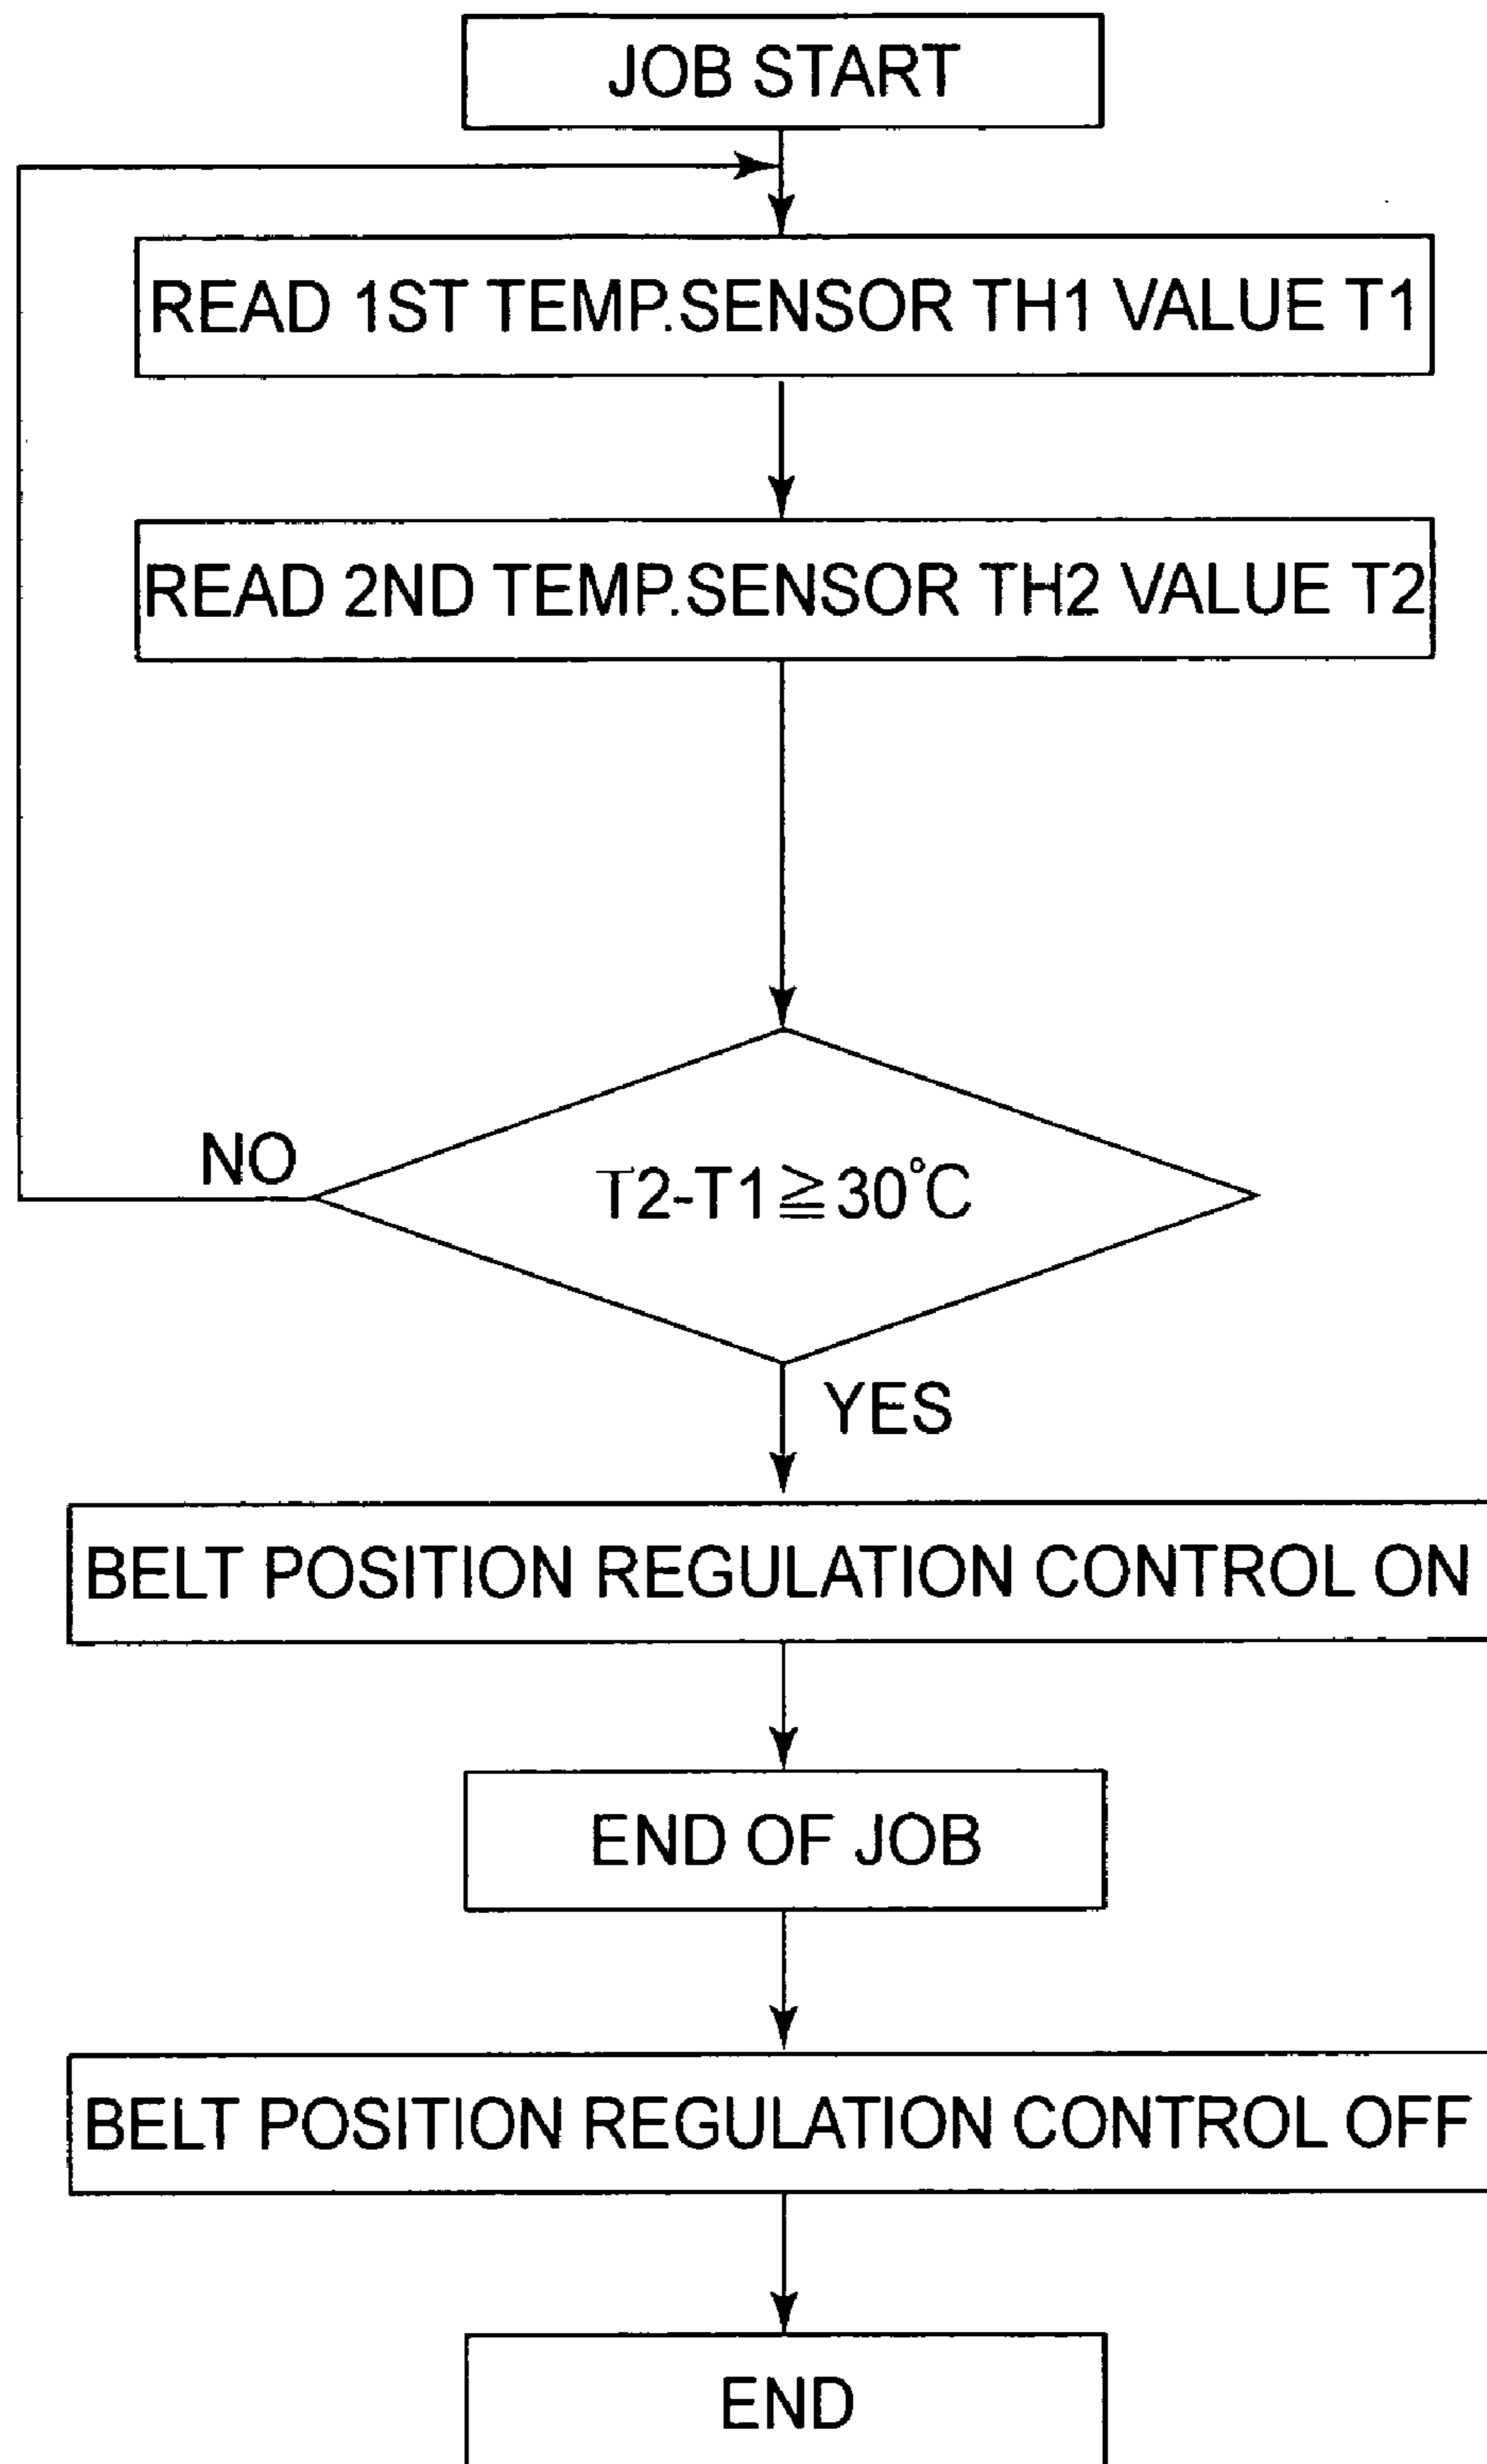 JOB START
READ 1ST TEMP.SENSOR TH1 VALUE T1
READ 2ND TEMP.SENSOR TH2 VALUE T2
NO
T2-T1≧30°C
YES
BELT POSITION REGULATION CONTROL ON
END OF JOB
BELT POSITION REGULATION CONTROL OFF
END